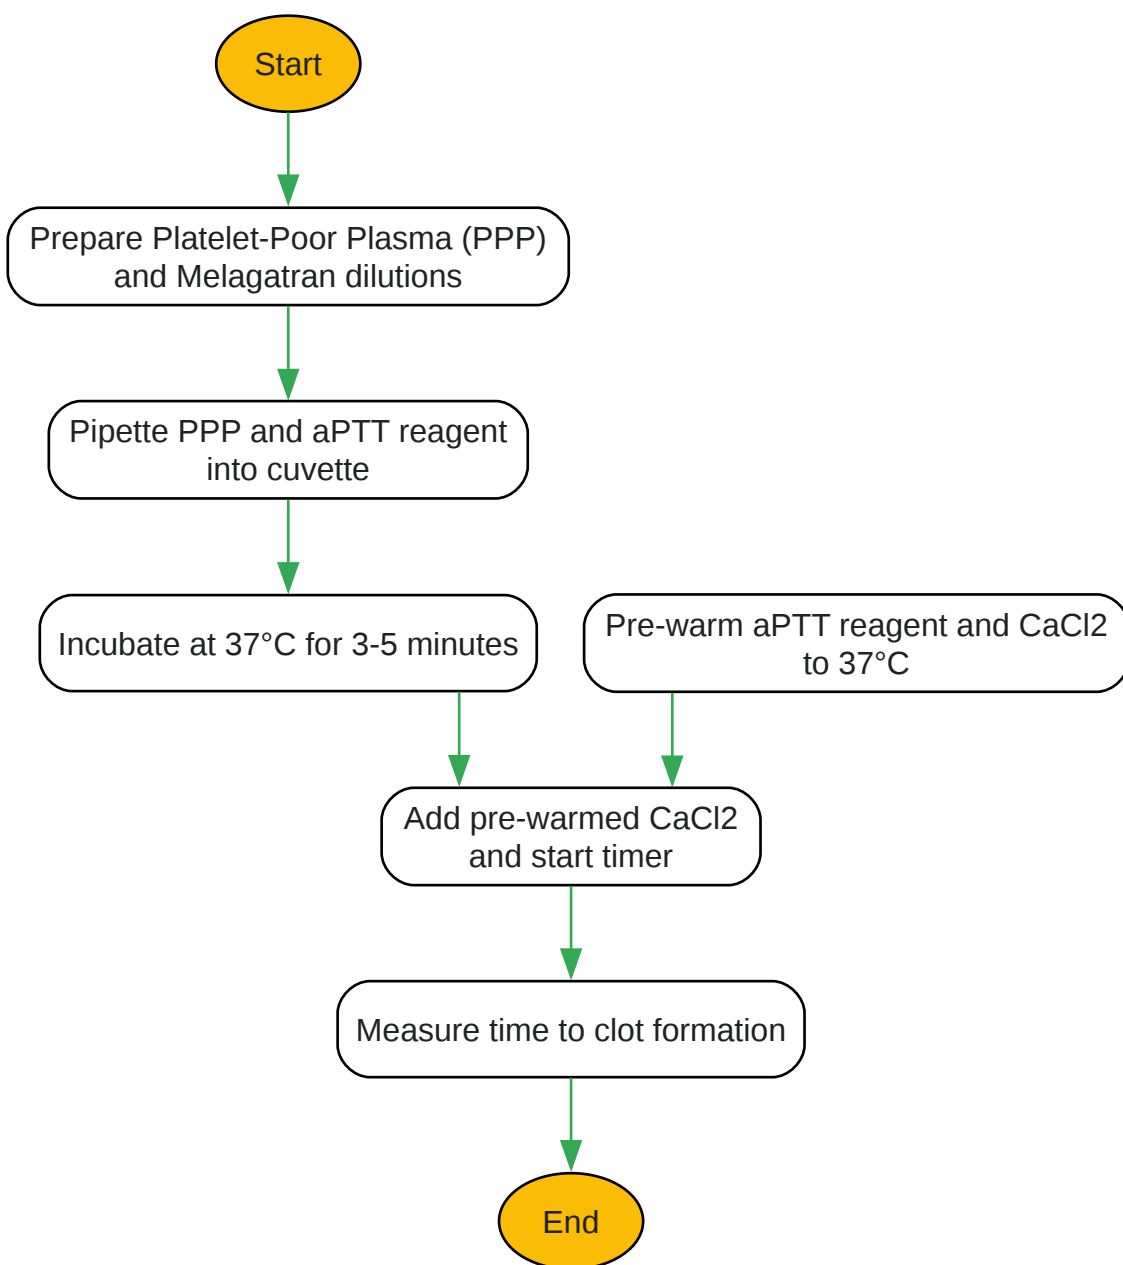 Start
Prepare Platelet-Poor Plasma (PPP)
and Melagatran dilutions
Pipette PPP and aPTT reagent
into cuvette
Incubate at 37°C for 3-5 minutes
Pre-warm aPTT reagent and CaCl2
to 37°C
Add pre-warmed CaCl2
and start timer
Measure time to clot formation
End